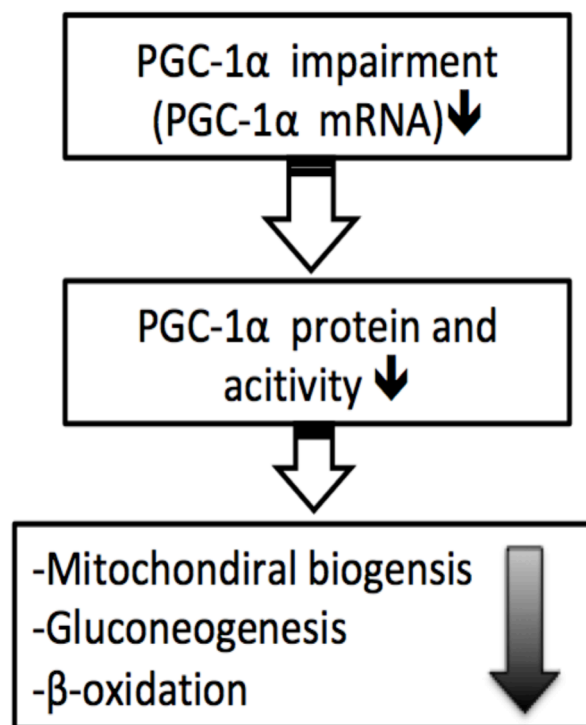 PGC-1α impairment
(PGC-1α mRNA)🡻
PGC-1α protein and
acitivity 🡻
-Mitochondiral biogensis
-Gluconeogenesis
-β-oxidation